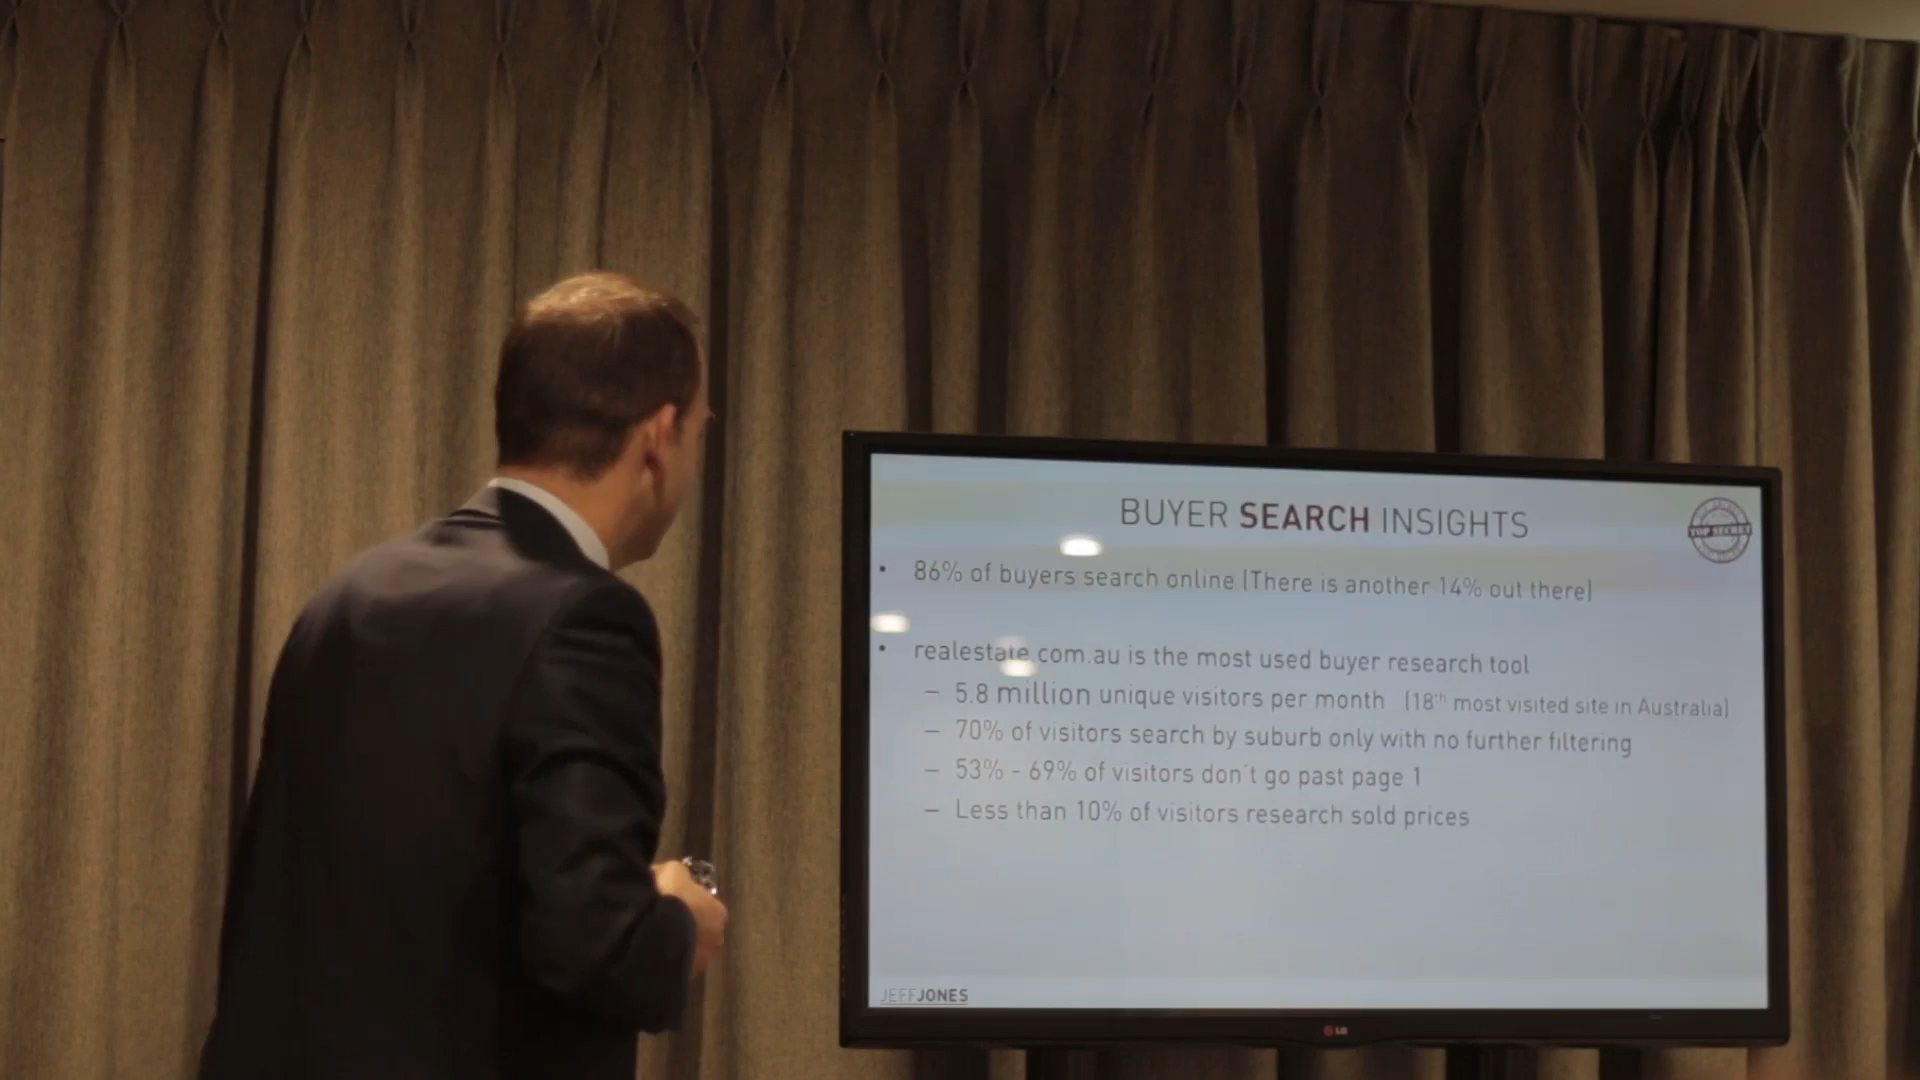 BUYER SEARCH INSIGHTS
TOP SECRET
• 86% of buyers search online (There is another 14% out there)
• realestate.com.au is the most used buyer research tool
– 5.8 million unique visitors per month (18th most visited site in Australia)
– 70% of visitors search by suburb only with no further filtering
– 53% - 69% of visitors don't go past page 1
– Less than 10% of visitors research sold prices
JEFFJONES
LG